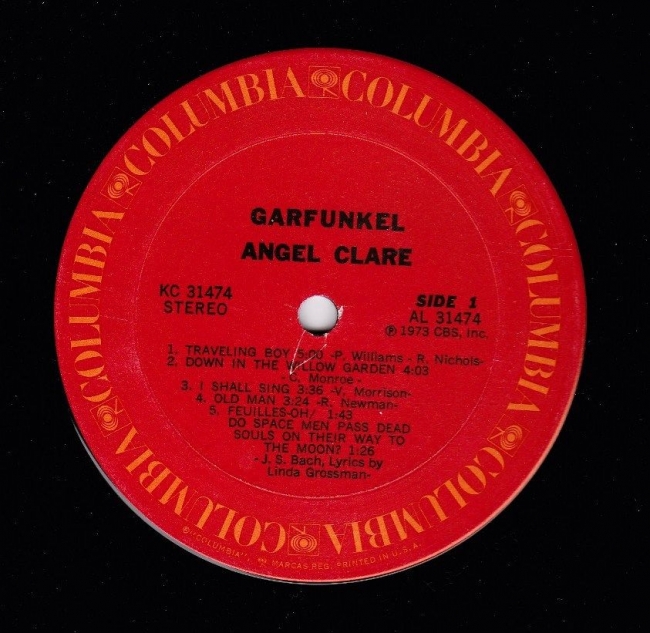 COLUMBIA COLUMBIA COLUMBIA COLUMBIA COLUMBIA COLUMBIA COLUMBIA
GARFUNKEL
ANGEL CLARE
KC 31474
STEREO
SIDE 1
AL 31474
℗ 1973 CBS, Inc.
1. TRAVELING BOY 5:00 -P. Williams - R. Nichols-
2. DOWN IN THE WILLOW GARDEN 4:03
- C. Monroe -
3. I SHALL SING 3:36 -V. Morrison-
4. OLD MAN 3:24 -R. Newman-
5. FEUILLES-OH/ 1:43
DO SPACE MEN PASS DEAD
SOULS ON THEIR WAY TO
THE MOON? 1:26
-J. S. Bach, Lyrics by
Linda Grossman-
® "COLUMBIA", MARCAS REG. PRINTED IN U.S.A.